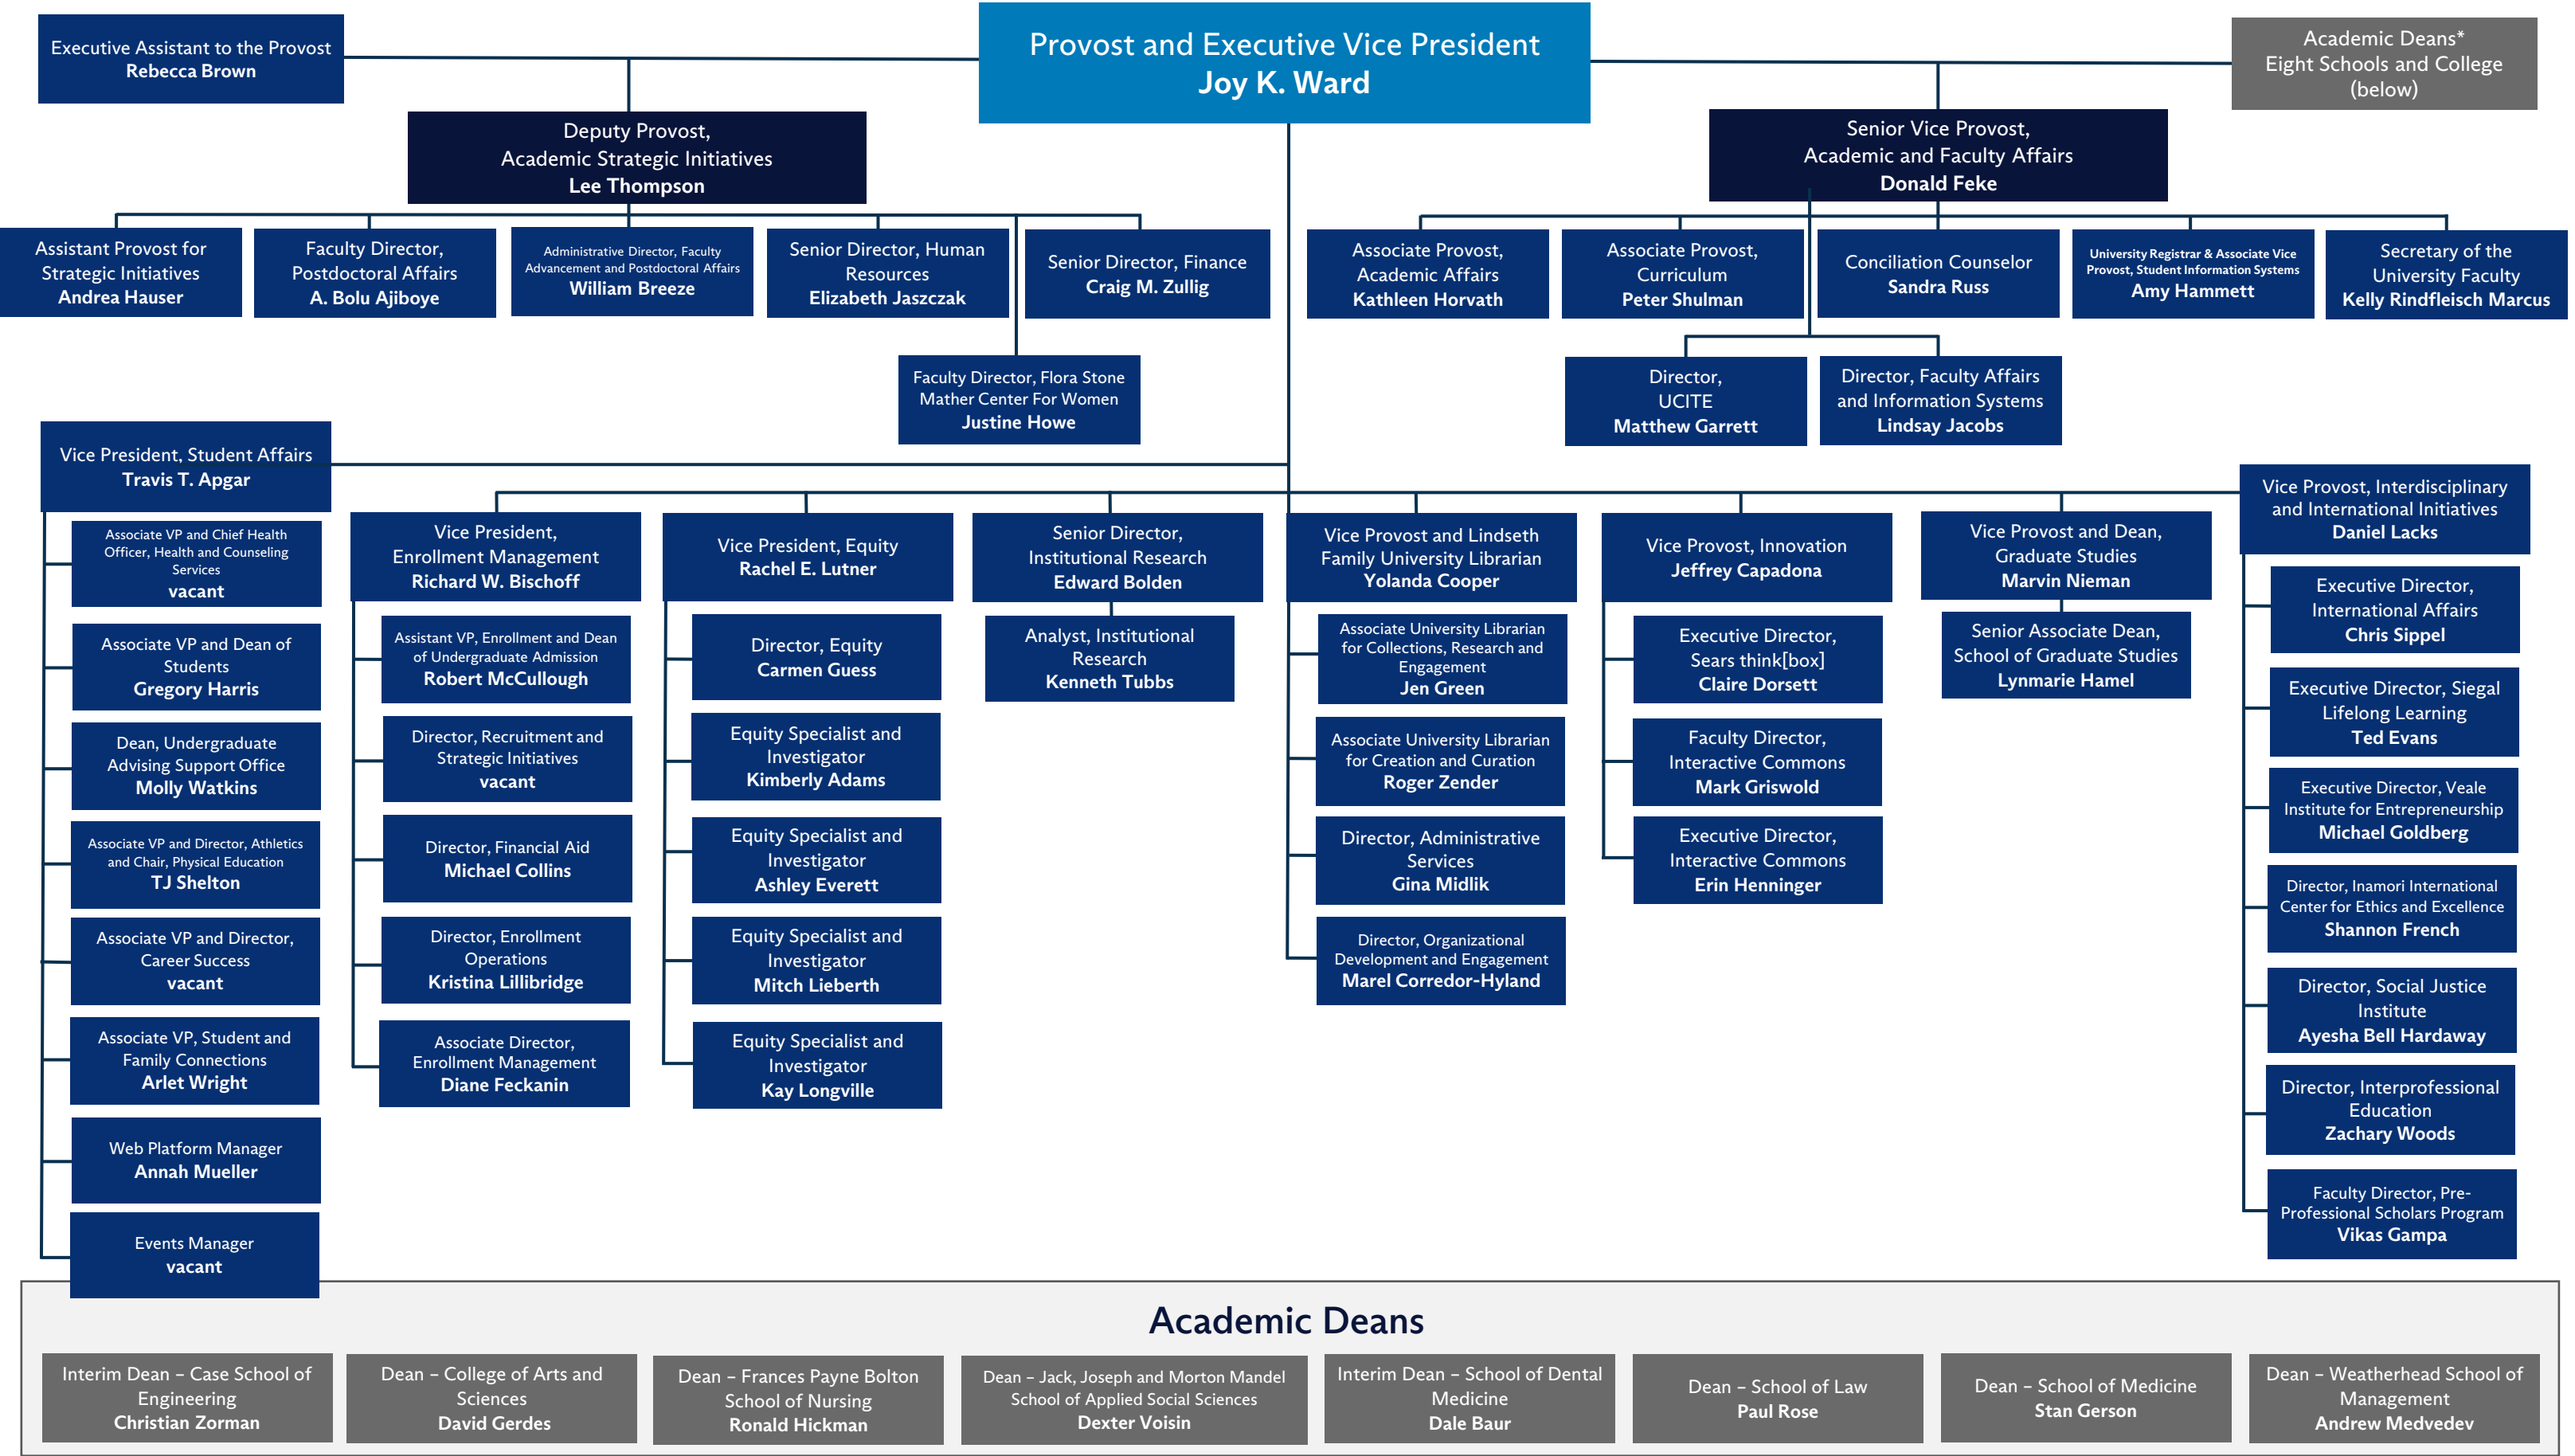 Executive Assistant to the Provost
Rebecca Brown
Provost and Executive Vice President
Joy K. Ward
Academic Deans*
Eight Schools and College
(below)
Deputy Provost,
Academic Strategic Initiatives
Lee Thompson
Senior Vice Provost,
Academic and Faculty Affairs
Donald Feke
Assistant Provost for
Strategic Initiatives
Andrea Hauser
Faculty Director,
Postdoctoral Affairs
A. Bolu Ajiboye
Administrative Director, Faculty
Advancement and Postdoctoral Affairs
William Breeze
Senior Director, Human
Resources
Elizabeth Jaszczak
Senior Director, Finance
Craig M. Zullig
Associate Provost,
Academic Affairs
Kathleen Horvath
Associate Provost,
Curriculum
Peter Shulman
Conciliation Counselor
Sandra Russ
University Registrar & Associate Vice
Provost, Student Information Systems
Amy Hammett
Secretary of the
University Faculty
Kelly Rindfleisch Marcus
Faculty Director, Flora Stone
Mather Center For Women
Justine Howe
Director,
UCITE
Matthew Garrett
Director, Faculty Affairs
and Information Systems
Lindsay Jacobs
Vice President, Student Affairs
Travis T. Apgar
Associate VP and Chief Health
Officer, Health and Counseling
Services
vacant
Associate VP and Dean of
Students
Gregory Harris
Dean, Undergraduate
Advising Support Office
Molly Watkins
Associate VP and Director, Athletics
and Chair, Physical Education
TJ Shelton
Associate VP and Director,
Career Success
vacant
Associate VP, Student and
Family Connections
Arlet Wright
Web Platform Manager
Annah Mueller
Events Manager
vacant
Vice President,
Enrollment Management
Richard W. Bischoff
Assistant VP, Enrollment and Dean
of Undergraduate Admission
Robert McCullough
Director, Recruitment and
Strategic Initiatives
vacant
Director, Financial Aid
Michael Collins
Director, Enrollment
Operations
Kristina Lillibridge
Associate Director,
Enrollment Management
Diane Feckanin
Vice President, Equity
Rachel E. Lutner
Director, Equity
Carmen Guess
Equity Specialist and
Investigator
Kimberly Adams
Equity Specialist and
Investigator
Ashley Everett
Equity Specialist and
Investigator
Mitch Lieberth
Equity Specialist and
Investigator
Kay Longville
Senior Director,
Institutional Research
Edward Bolden
Analyst, Institutional
Research
Kenneth Tubbs
Vice Provost and Lindseth
Family University Librarian
Yolanda Cooper
Associate University Librarian
for Collections, Research and
Engagement
Jen Green
Associate University Librarian
for Creation and Curation
Roger Zender
Director, Administrative
Services
Gina Midlik
Director, Organizational
Development and Engagement
Marel Corredor-Hyland
Vice Provost, Innovation
Jeffrey Capadona
Executive Director,
Sears think[box]
Claire Dorsett
Faculty Director,
Interactive Commons
Mark Griswold
Executive Director,
Interactive Commons
Erin Henninger
Vice Provost and Dean,
Graduate Studies
Marvin Nieman
Senior Associate Dean,
School of Graduate Studies
Lynmarie Hamel
Vice Provost, Interdisciplinary
and International Initiatives
Daniel Lacks
Executive Director,
International Affairs
Chris Sippel
Executive Director, Siegal
Lifelong Learning
Ted Evans
Executive Director, Veale
Institute for Entrepreneurship
Michael Goldberg
Director, Inamori International
Center for Ethics and Excellence
Shannon French
Director, Social Justice
Institute
Ayesha Bell Hardaway
Director, Interprofessional
Education
Zachary Woods
Faculty Director, Pre-
Professional Scholars Program
Vikas Gampa
Academic Deans
Interim Dean – Case School of
Engineering
Christian Zorman
Dean – College of Arts and
Sciences
David Gerdes
Dean – Frances Payne Bolton
School of Nursing
Ronald Hickman
Dean – Jack, Joseph and Morton Mandel
School of Applied Social Sciences
Dexter Voisin
Interim Dean – School of Dental
Medicine
Dale Baur
Dean – School of Law
Paul Rose
Dean – School of Medicine
Stan Gerson
Dean – Weatherhead School of
Management
Andrew Medvedev